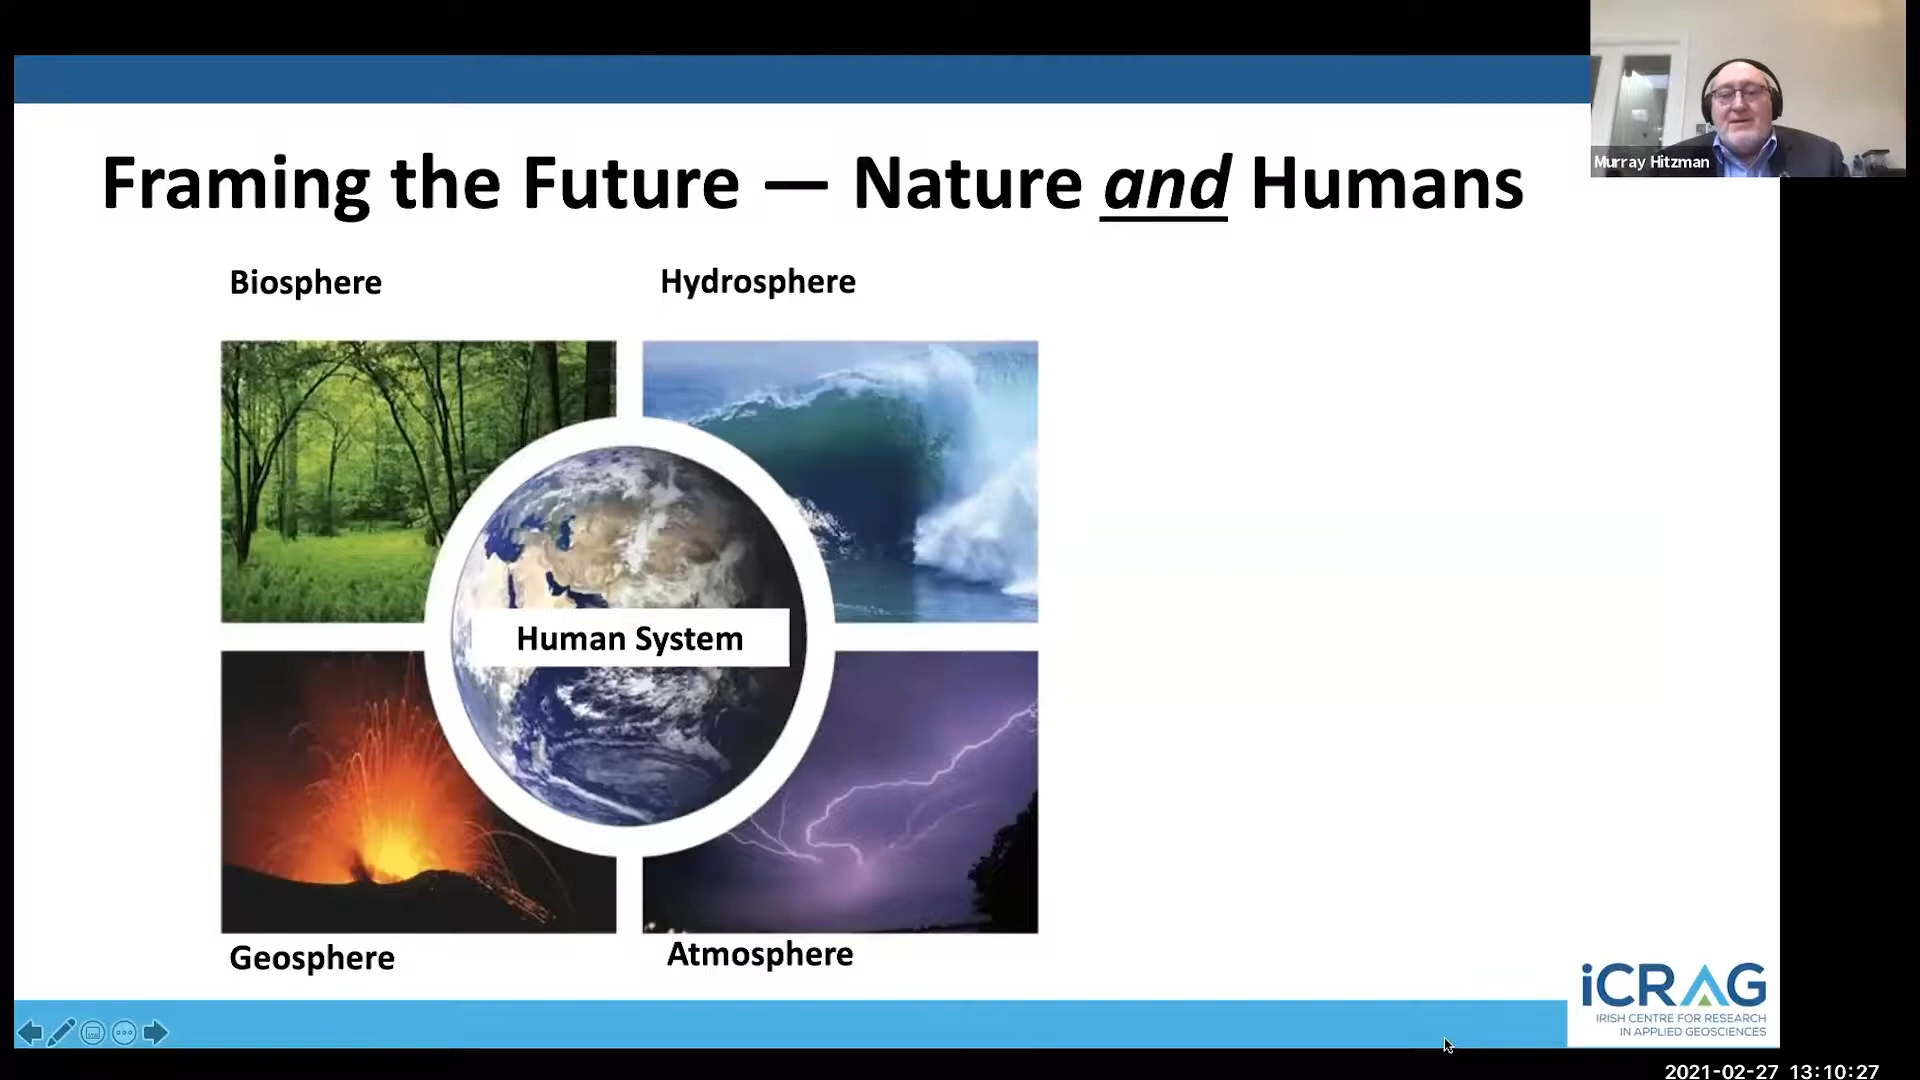 Murray Hitzman
Framing the Future — Nature and Humans
Biosphere
Hydrosphere
Human System
Geosphere
Atmosphere
iCRAG
IRISH CENTRE FOR RESEARCH
IN APPLIED GEOSCIENCES
2021-02-27 13:10:27